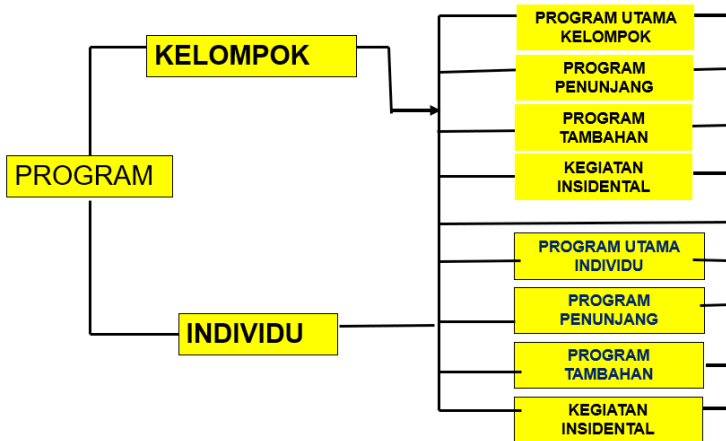 PROGRAM
KELOMPOK
INDIVIDU
PROGRAM UTAMA
KELOMPOK
PROGRAM
PENUNJANG
PROGRAM
TAMBAHAN
KEGIATAN
INSIDENTAL
PROGRAM UTAMA
INDIVIDU
PROGRAM
PENUNJANG
PROGRAM
TAMBAHAN
KEGIATAN
INSIDENTAL